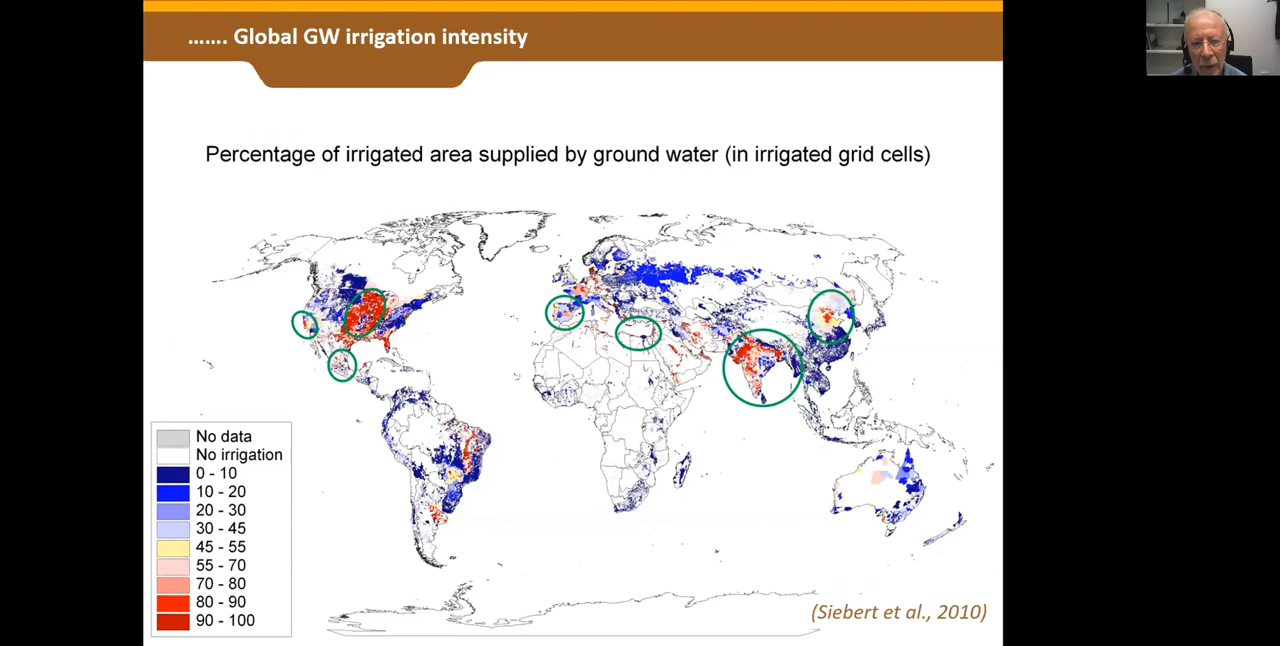 ....... Global GW irrigation intensity
Percentage of irrigated area supplied by ground water (in irrigated grid cells)
No data
No irrigation
0 - 10
10 - 20
20 - 30
30 - 45
45 - 55
55 - 70
70 - 80
80 - 90
90 - 100
(Siebert et al., 2010)